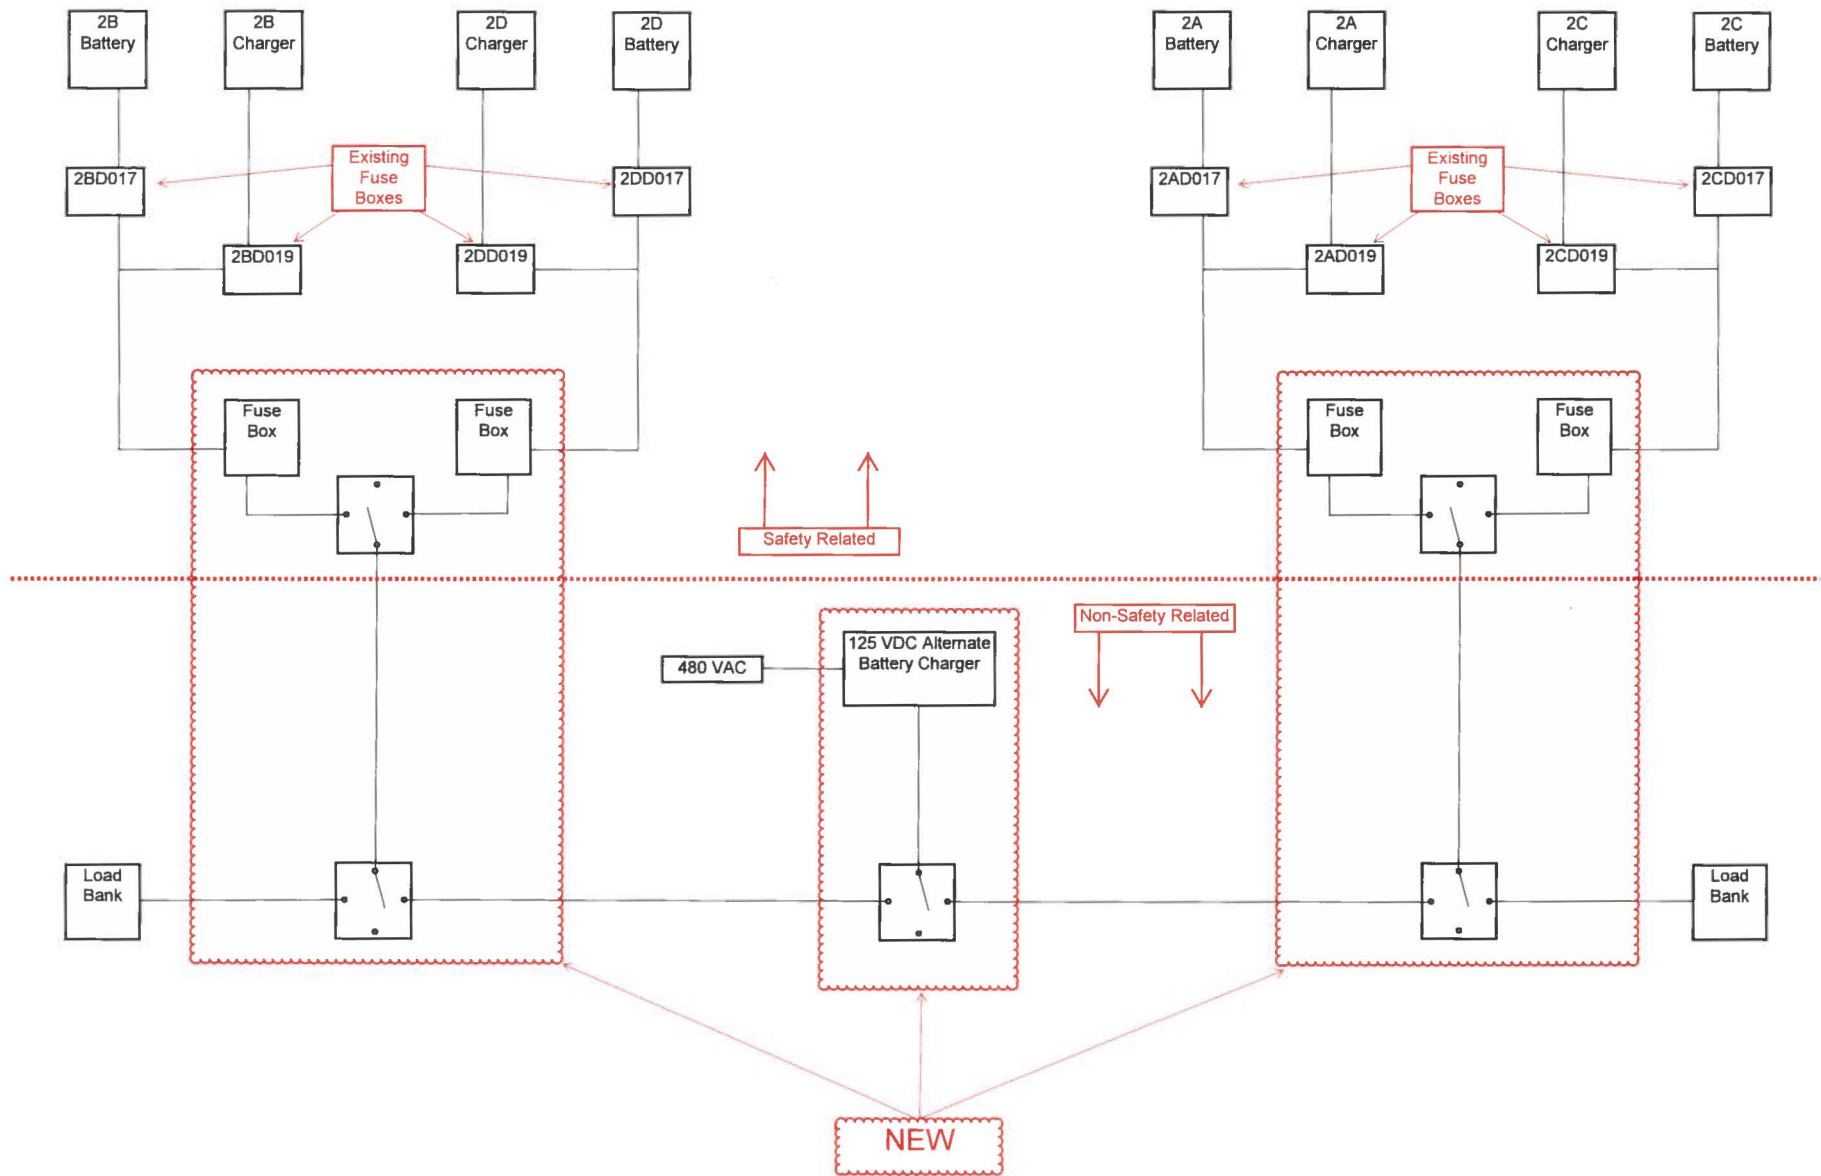 2B
Battery
2B
Charger
2D
Charger
2D
Battery
2A
Battery
2A
Charger
2C
Charger
2C
Battery
2BD017
Existing
Fuse
Boxes
2DD017
2AD017
Existing
Fuse
Boxes
2CD017
2BD019
2DD019
2AD019
2CD019
Fuse
Box
Fuse
Box
Fuse
Box
Fuse
Box
Safety Related
Non-Safety Related
480 VAC
125 VDC Alternate
Battery Charger
Load
Bank
Load
Bank
NEW